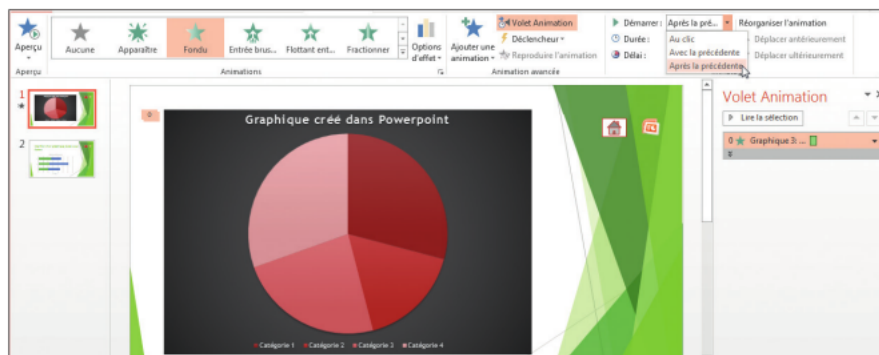 Aperçu
Aperçu
Aucune
Apparaître
Fondu
Entrée brus...
Flottant ent...
Fractionner
Animations
Options
d'effet
Ajouter une
animation
Volet Animation
Déclencheur
Reproduire l'animation
Animation avancée
Démarrer : Après la pré...
Durée :
Délai :
Au clic
Avec la précédente
Après la précédente
Réorganiser l'animation
Déplacer antérieurement
Déplacer ultérieurement
1
2
0
Graphique créé dans Powerpoint
Catégorie 1 Catégorie 2 Catégorie 3 Catégorie 4
Volet Animation
Lire la sélection
0 Graphique 3: ...